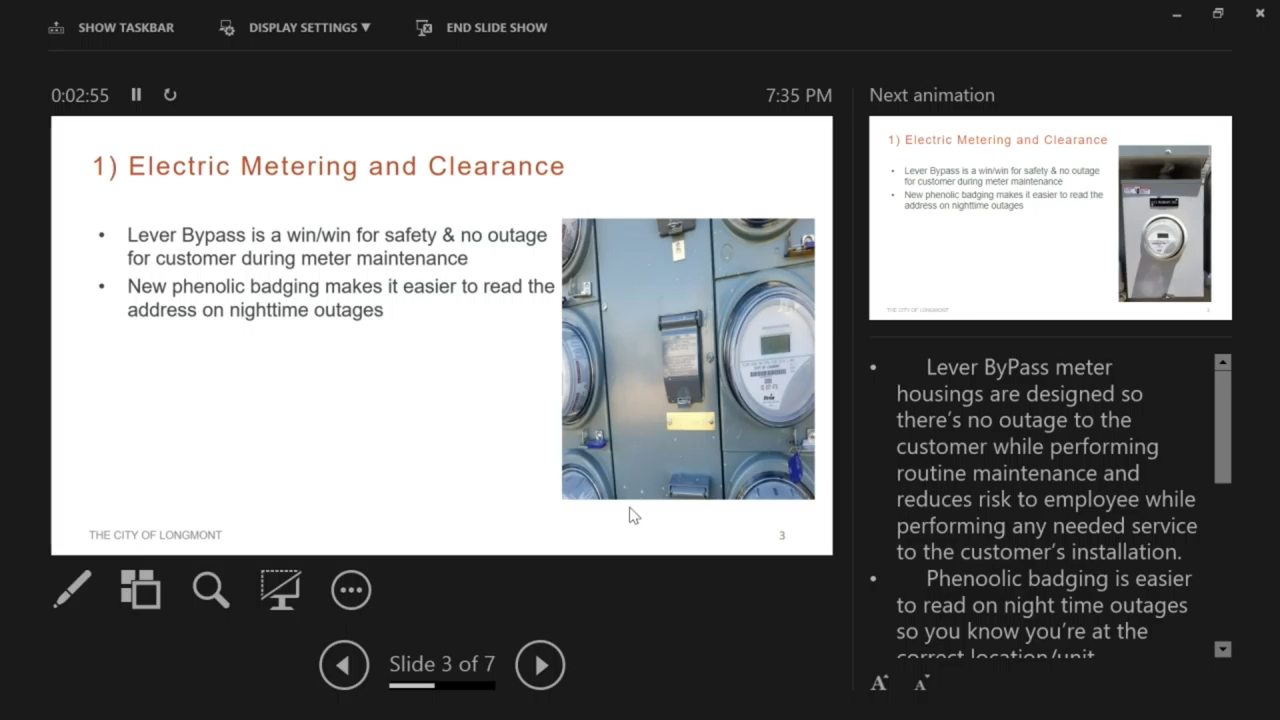 SHOW TASKBAR
DISPLAY SETTINGS ▼
END SLIDE SHOW
0:02:55
7:35 PM
Next animation
1) Electric Metering and Clearance
• Lever Bypass is a win/win for safety & no outage
for customer during meter maintenance
• New phenolic badging makes it easier to read the
address on nighttime outages
THE CITY OF LONGMONT
3
1) Electric Metering and Clearance
• Lever Bypass is a win/win for safety & no outage
for customer during meter maintenance
• New phenolic badging makes it easier to read the
address on nighttime outages
THE CITY OF LONGMONT
3
• Lever ByPass meter
housings are designed so
there's no outage to the
customer while performing
routine maintenance and
reduces risk to employee while
performing any needed service
to the customer's installation.
• Phenoolic badging is easier
to read on night time outages
so you know you're at the
correct location/unit
Slide 3 of 7
A A